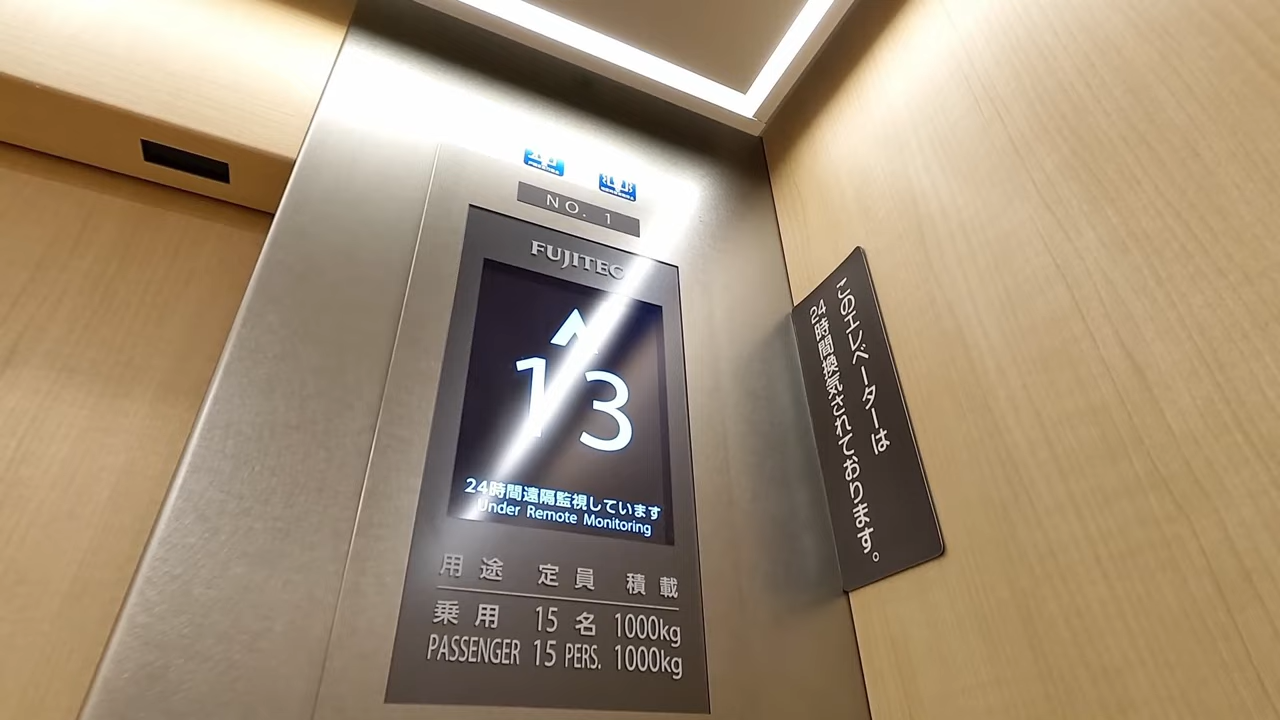 NO. 1
FUJITEC
13
24時間遠隔監視しています
Under Remote Monitoring
用途 定員 積載
乗用 15名 1000kg
PASSENGER 15 PERS. 1000kg
このエレベーターは
24時間換気されております。